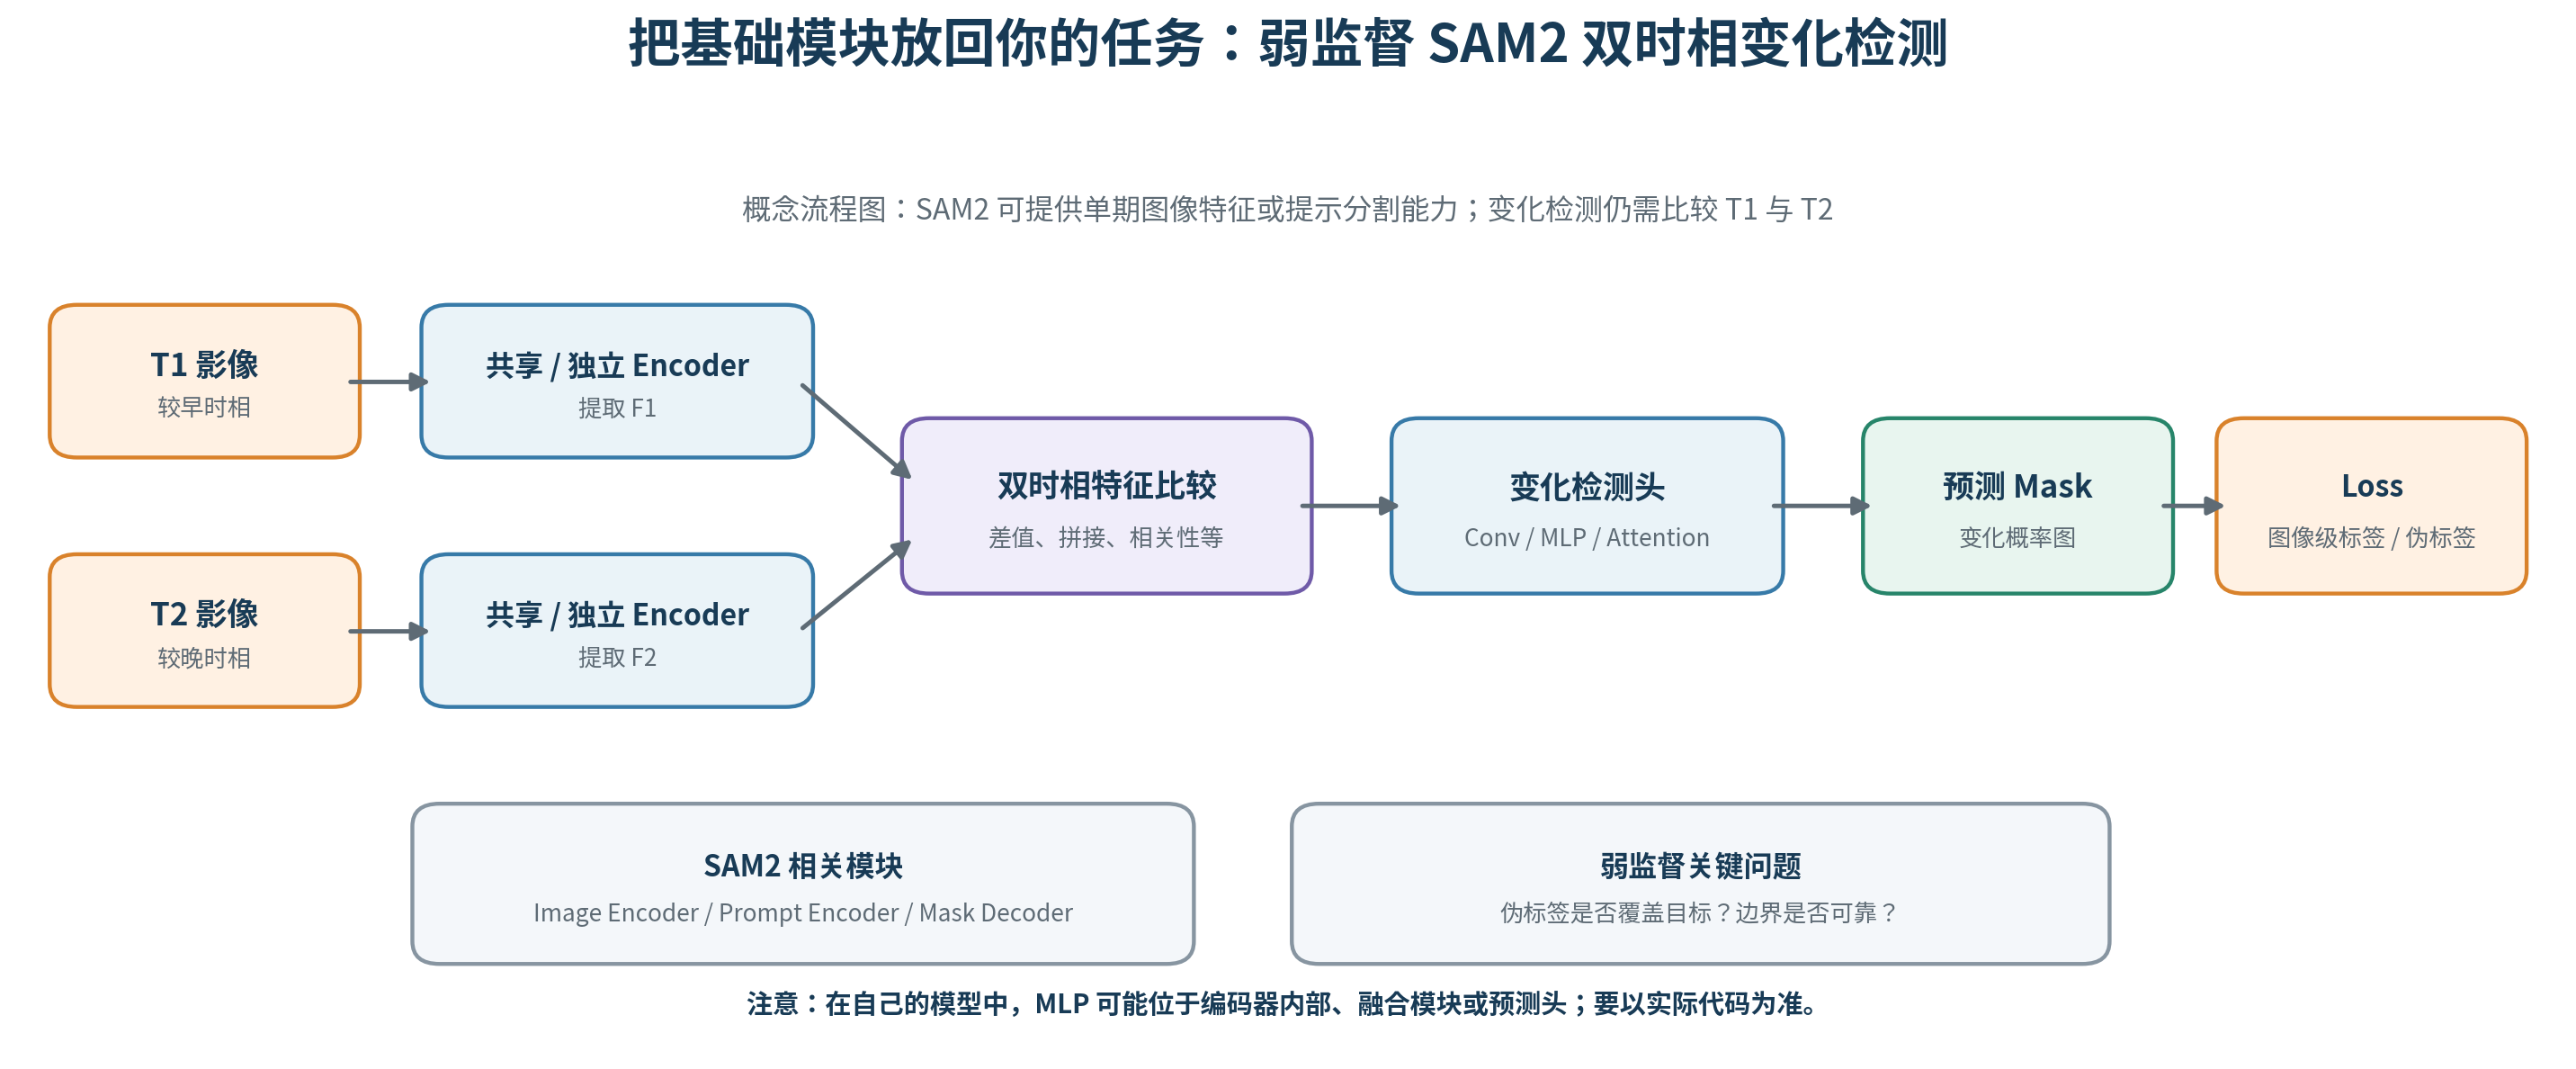 把基础模块放回你的任务：弱监督 SAM2 双时相变化检测
概念流程图：SAM2 可提供单期图像特征或提示分割能力；变化检测仍需比较 T1 与 T2
T1 影像
较早时相
共享 / 独立 Encoder
提取 F1
T2 影像
较晚时相
共享 / 独立 Encoder
提取 F2
双时相特征比较
差值、拼接、相关性等
变化检测头
Conv / MLP / Attention
预测 Mask
变化概率图
Loss
图像级标签 / 伪标签
SAM2 相关模块
Image Encoder / Prompt Encoder / Mask Decoder
弱监督关键问题
伪标签是否覆盖目标？边界是否可靠？
注意：在自己的模型中，MLP 可能位于编码器内部、融合模块或预测头；要以实际代码为准。